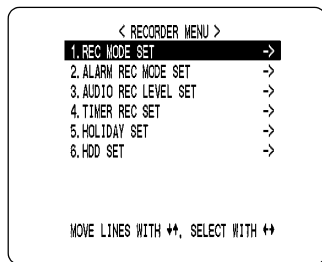 < RECORDER MENU >
1. REC MODE SET ->
2. ALARM REC MODE SET ->
3. AUDIO REC LEVEL SET ->
4. TIMER REC SET ->
5. HOLIDAY SET ->
6. HDD SET ->
MOVE LINES WITH ↓↑, SELECT WITH ←→